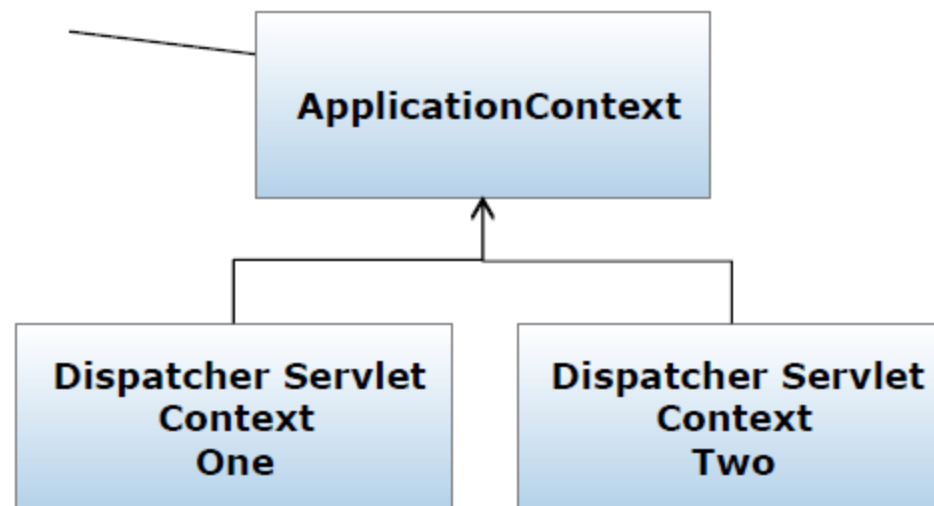 ApplicationContext
Dispatcher Servlet
Context
One
Dispatcher Servlet
Context
Two